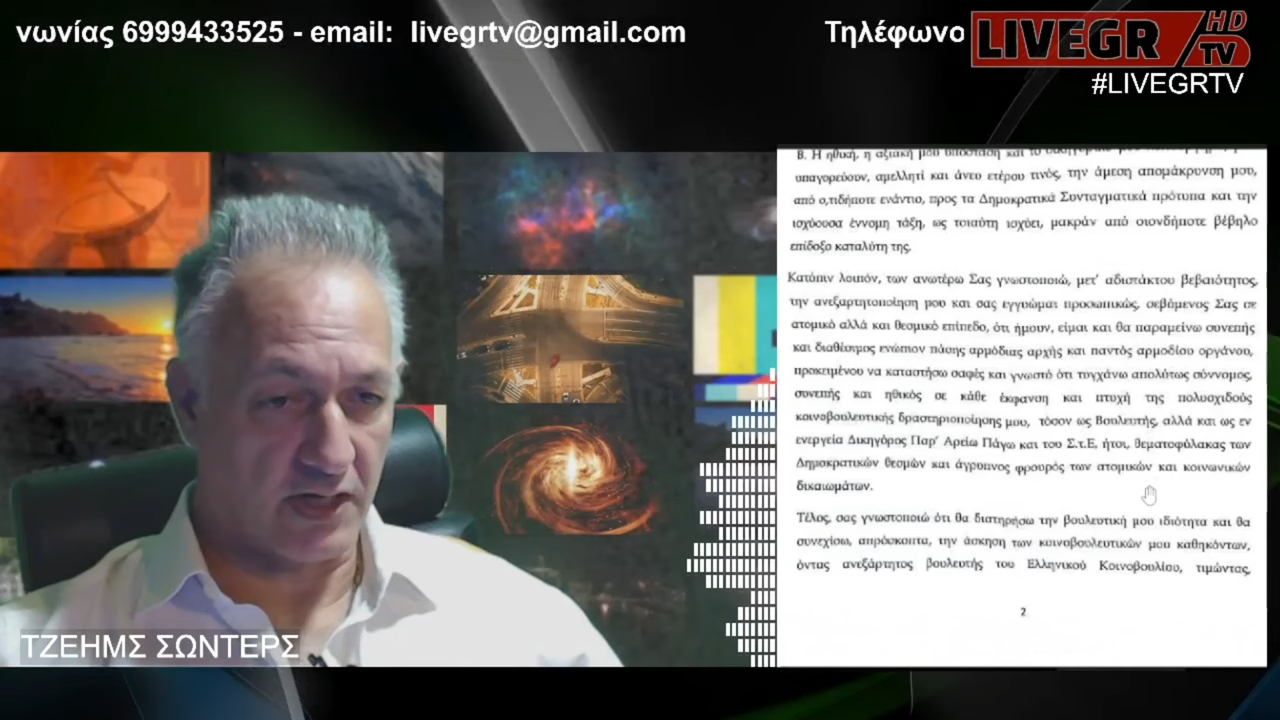 νωνίας 6999433525 - email: livegrtv@gmail.com
Τηλέφωνο
LIVEGR HD TV
#LIVEGRTV
Β. Η ηθική, η αξιακή μου υπόσταση και το
υπαγορεύουν, αμελλητί και άνευ ετέρου τινός, την άμεση απομάκρυνση μου,
από ο,τιδήποτε ενάντιο, προς τα Δημοκρατικά Συνταγματικά πρότυπα και την
ισχύουσα έννομη τάξη, ως τοιαύτη ισχύει, μακράν από οιονδήποτε βέβηλο
επίδοξο καταλύτη της.
Κατόπιν λοιπόν, των ανωτέρω Σας γνωστοποιώ, μετ' αδιστάκτου βεβαιότητος,
την ανεξαρτητοποίηση μου και σας εγγυώμαι προσωπικώς, σεβόμενος Σας σε
ατομικό αλλά και θεσμικό επίπεδο, ότι ήμουν, είμαι και θα παραμείνω συνεπής
και διαθέσιμος ενώπιον πάσης αρμόδιας αρχής και παντός αρμοδίου οργάνου,
προκειμένου να καταστήσω σαφές και γνωστό ότι τυγχάνω απολύτως σύννομος,
συνεπής και ηθικός σε κάθε έκφανση και πτυχή της πολυσχιδούς
κοινοβουλευτικής δραστηριοποίησης μου, τόσον ως Βουλευτής, αλλά και ως εν
ενεργεία Δικηγόρος Παρ' Αρείω Πάγω και του Σ.τ.Ε, ήτοι, θεματοφύλακας των
Δημοκρατικών θεσμών και άγρυπνος φρουρός των ατομικών και κοινωνικών
δικαιωμάτων.
Τέλος, σας γνωστοποιώ ότι θα διατηρήσω την βουλευτική μου ιδιότητα και θα
συνεχίσω, απρόσκοπτα, την άσκηση των κοινοβουλευτικών μου καθηκόντων,
όντας ανεξάρτητος βουλευτής του Ελληνικού Κοινοβουλίου, τιμώντας,
2
ΤΖΕΗΜΣ ΣΩΝΤΕΡΣ